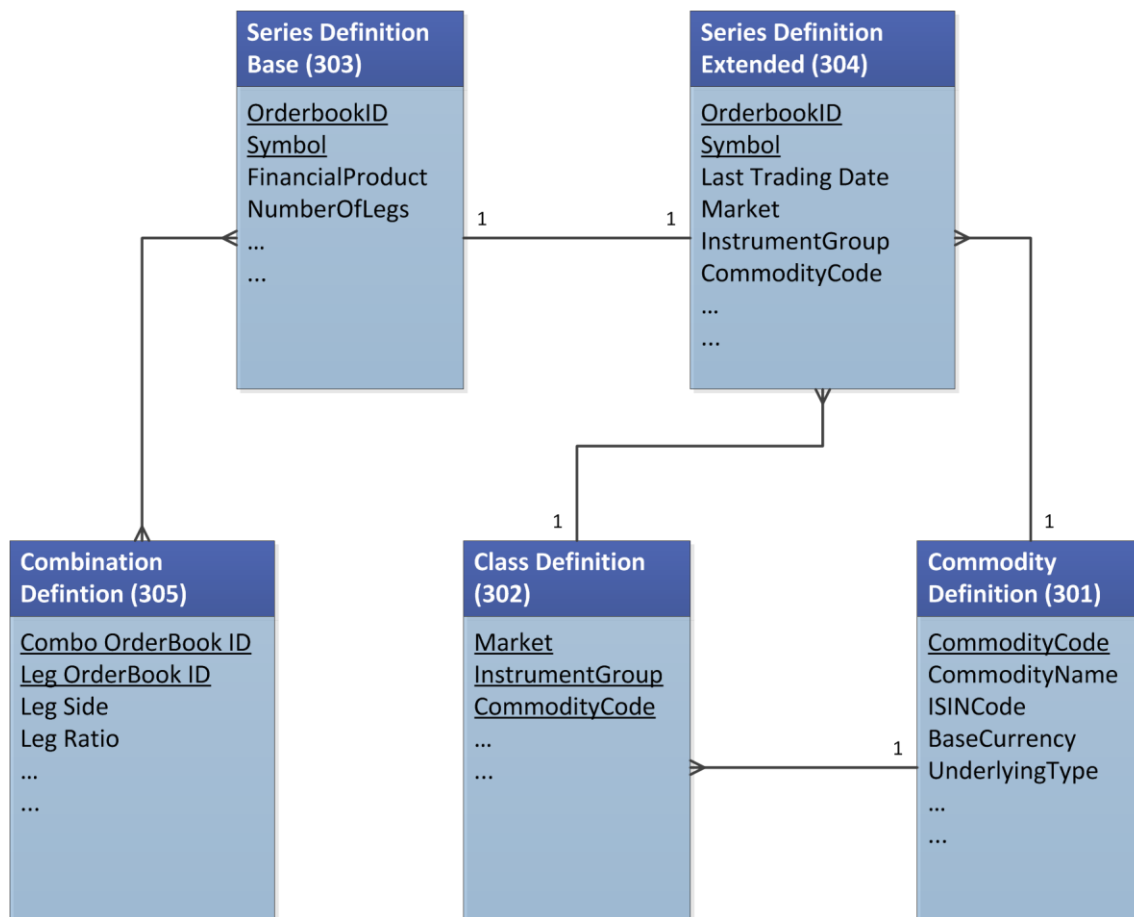 Series Definition
Base (303)
OrderbookID
Symbol
FinancialProduct
NumberOfLegs
...
...
Series Definition
Extended (304)
OrderbookID
Symbol
Last Trading Date
Market
InstrumentGroup
CommodityCode
...
...
1
1
1
1
1
Combination
Defintion (305)
Combo OrderBook ID
Leg OrderBook ID
Leg Side
Leg Ratio
...
...
Class Definition
(302)
Market
InstrumentGroup
CommodityCode
...
...
Commodity
Definition (301)
CommodityCode
CommodityName
ISINCode
BaseCurrency
UnderlyingType
...
...